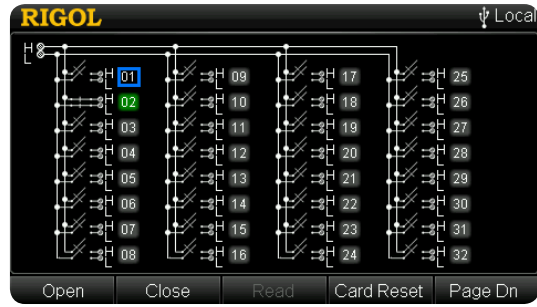 RIGOL Local
H
L
H 01 H 09 H 17 H 25
L L L L
H 02 H 10 H 18 H 26
L L L L
H 03 H 11 H 19 H 27
L L L L
H 04 H 12 H 20 H 28
L L L L
H 05 H 13 H 21 H 29
L L L L
H 06 H 14 H 22 H 30
L L L L
H 07 H 15 H 23 H 31
L L L L
H 08 H 16 H 24 H 32
L L L L
Open Close Read Card Reset Page Dn